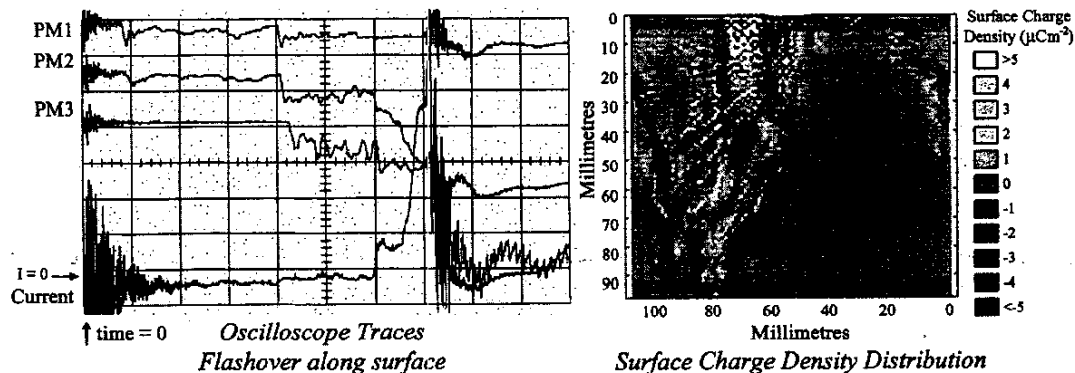 PM1
PM2
PM3
I = 0
Current
time = 0
Oscilloscope Traces
Flashover along surface
0
10
20
30
40
50
60
70
80
90
Millimetres
100 80 60 40 20 0
Millimetres
Surface Charge Density Distribution
Surface Charge
Density (μCm⁻²)
>5
4
3
2
1
0
-1
-2
-3
-4
<-5